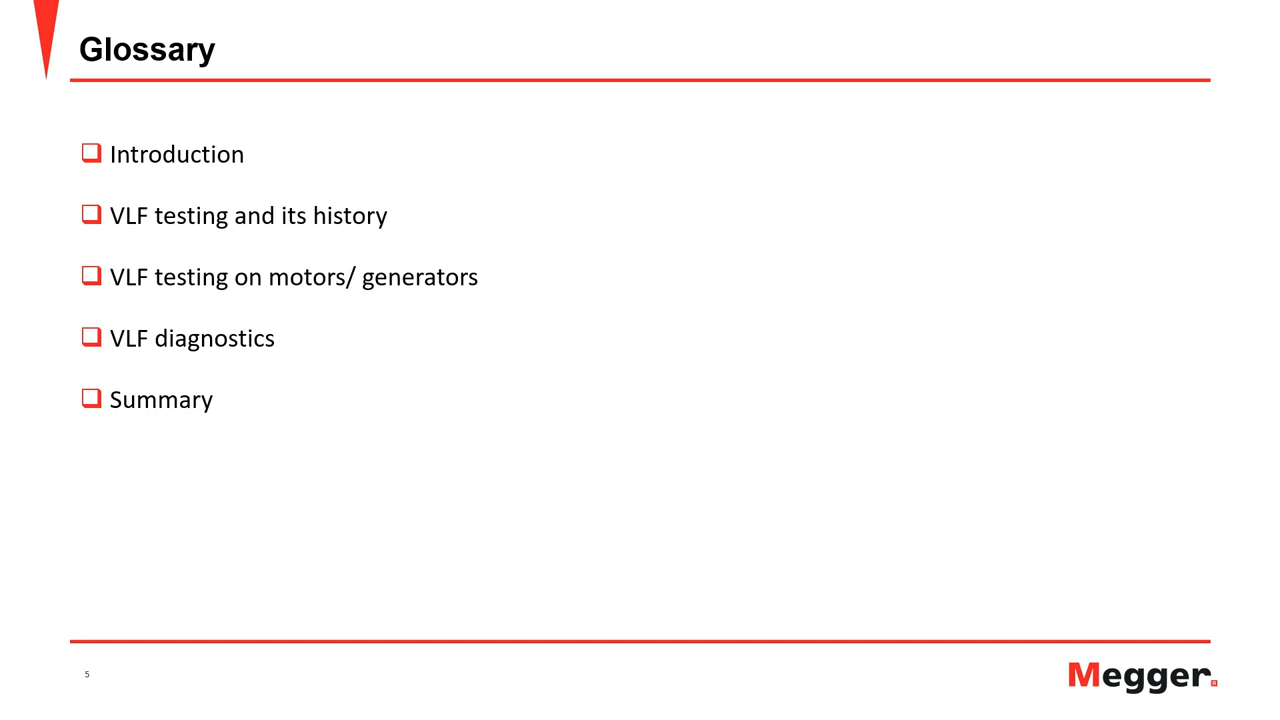 Glossary
Introduction
VLF testing and its history
VLF testing on motors/ generators
VLF diagnostics
Summary
5
Megger